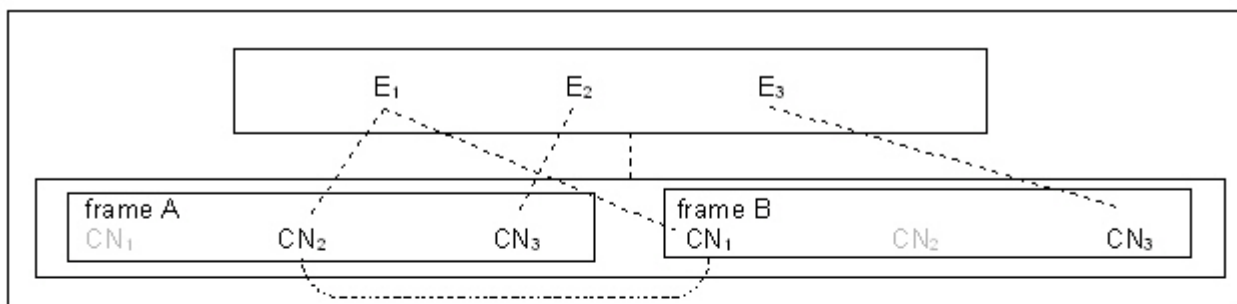 E₁ E₂ E₃
frame A frame B
CN₁ CN₂ CN₃ CN₁ CN₂ CN₃